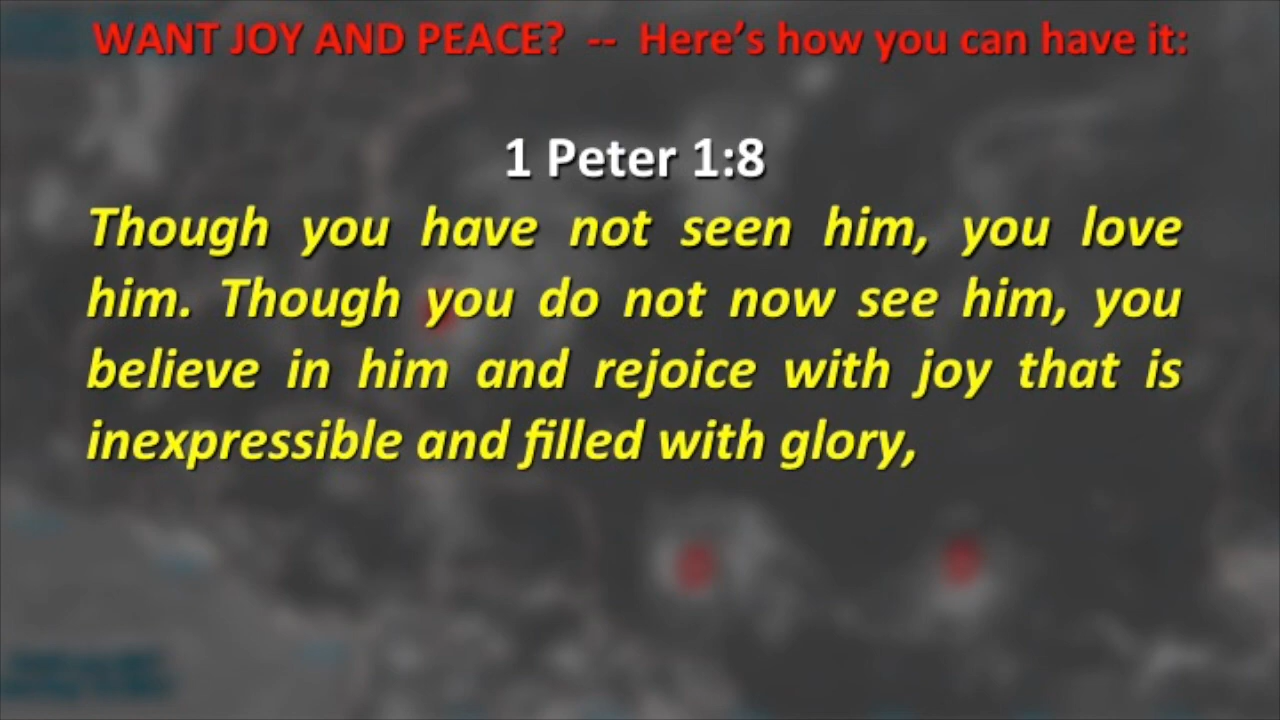 WANT JOY AND PEACE? -- Here’s how you can have it:
1 Peter 1:8
Though you have not seen him, you love
him. Though you do not now see him, you
believe in him and rejoice with joy that is
inexpressible and filled with glory,